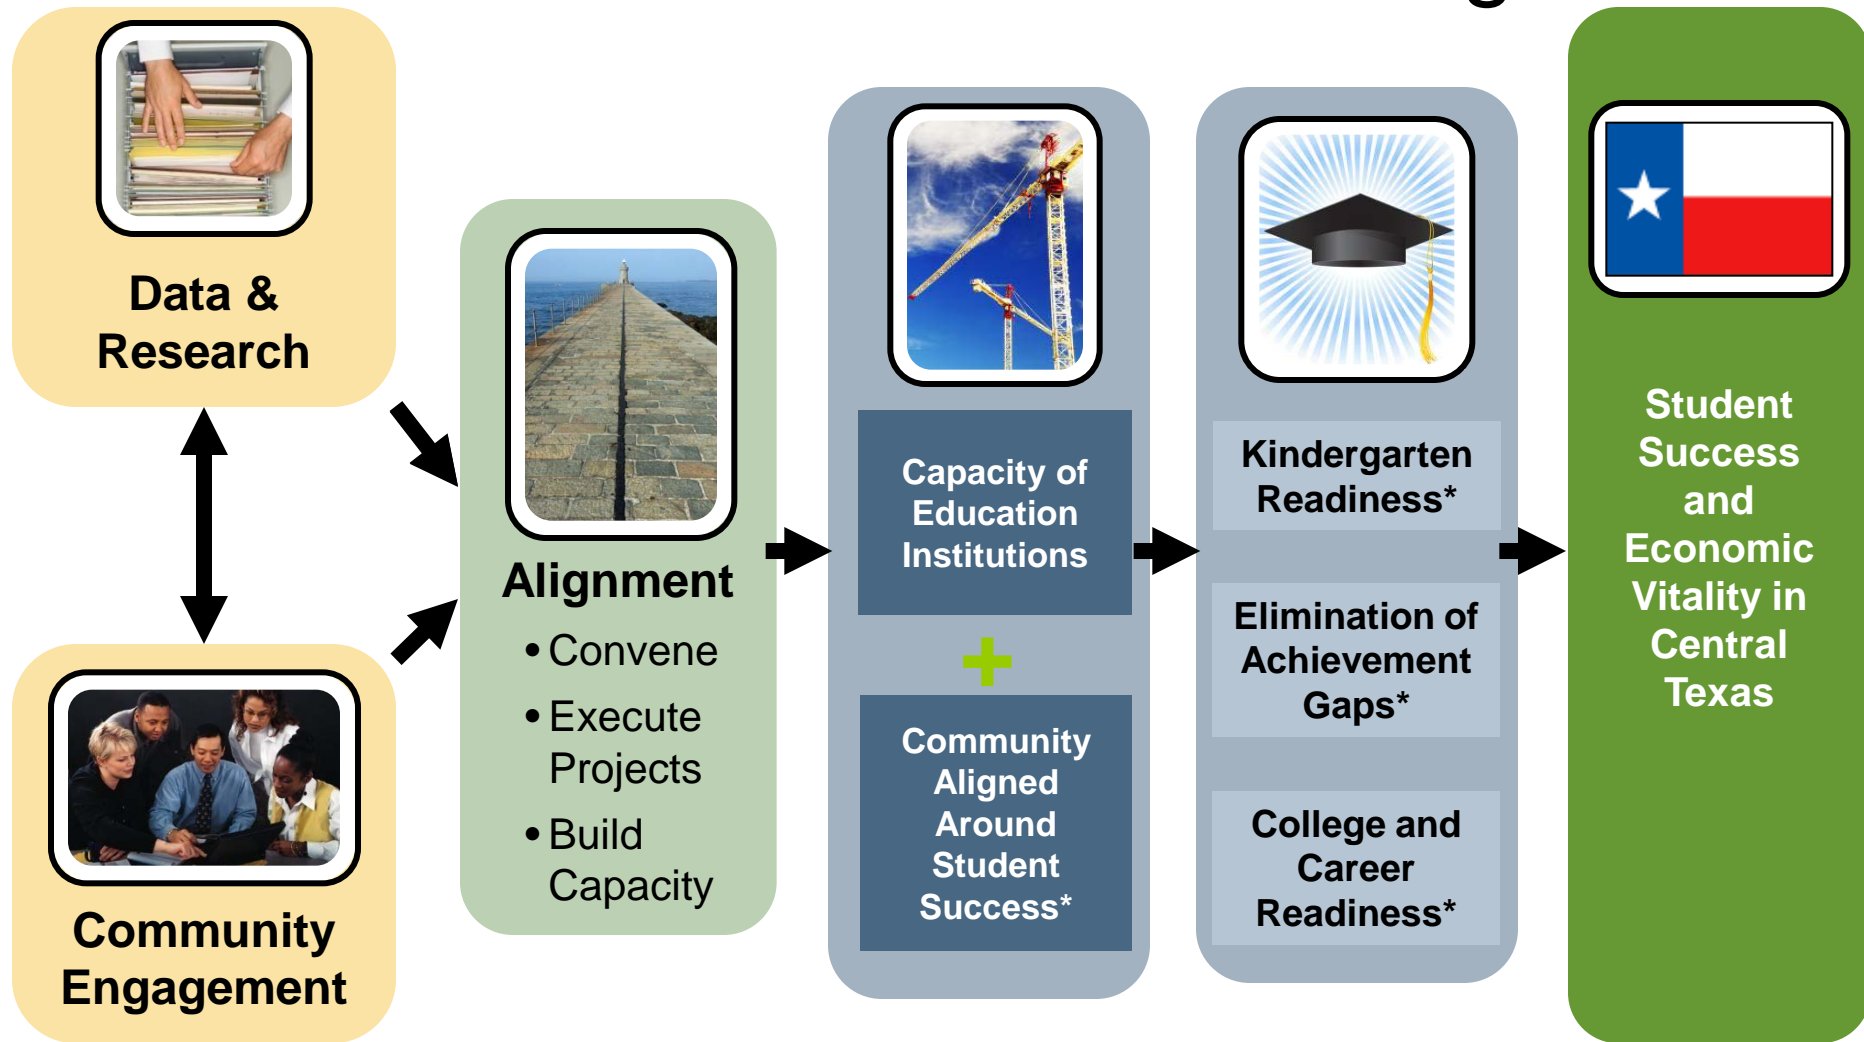 Data &
Research
Community
Engagement
Alignment
• Convene
• Execute
Projects
• Build
Capacity
Capacity of
Education
Institutions
+
Community
Aligned
Around
Student
Success*
Kindergarten
Readiness*
Elimination of
Achievement
Gaps*
College and
Career
Readiness*
Student
Success
and
Economic
Vitality in
Central
Texas